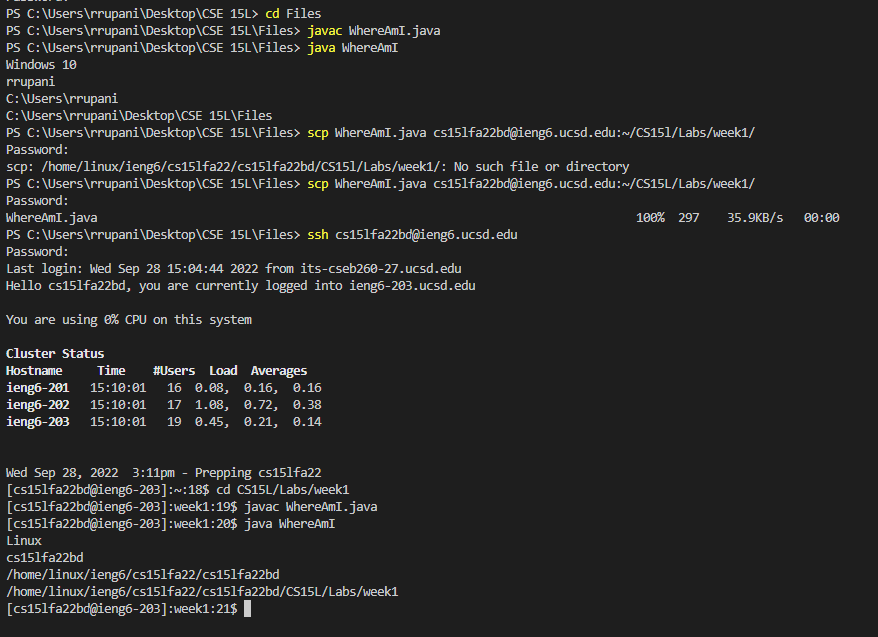 PS C:\Users\rrupani\Desktop\CSE 15L> cd Files
PS C:\Users\rrupani\Desktop\CSE 15L\Files> javac WhereAmI.java
PS C:\Users\rrupani\Desktop\CSE 15L\Files> java WhereAmI
Windows 10
rrupani
C:\Users\rrupani
C:\Users\rrupani\Desktop\CSE 15L\Files
PS C:\Users\rrupani\Desktop\CSE 15L\Files> scp WhereAmI.java cs15lfa22bd@ieng6.ucsd.edu:~/CS15l/Labs/week1/
Password:
scp: /home/linux/ieng6/cs15lfa22/cs15lfa22bd/CS15l/Labs/week1/: No such file or directory
PS C:\Users\rrupani\Desktop\CSE 15L\Files> scp WhereAmI.java cs15lfa22bd@ieng6.ucsd.edu:~/CS15L/Labs/week1/
Password:
WhereAmI.java 100% 297 35.9KB/s 00:00
PS C:\Users\rrupani\Desktop\CSE 15L\Files> ssh cs15lfa22bd@ieng6.ucsd.edu
Password:
Last login: Wed Sep 28 15:04:44 2022 from its-cseb260-27.ucsd.edu
Hello cs15lfa22bd, you are currently logged into ieng6-203.ucsd.edu
You are using 0% CPU on this system
Cluster Status
Hostname Time #Users Load Averages
ieng6-201 15:10:01 16 0.08, 0.16, 0.16
ieng6-202 15:10:01 17 1.08, 0.72, 0.38
ieng6-203 15:10:01 19 0.45, 0.21, 0.14
Wed Sep 28, 2022 3:11pm - Prepping cs15lfa22
[cs15lfa22bd@ieng6-203]:~:18$ cd CS15L/Labs/week1
[cs15lfa22bd@ieng6-203]:week1:19$ javac WhereAmI.java
[cs15lfa22bd@ieng6-203]:week1:20$ java WhereAmI
Linux
cs15lfa22bd
/home/linux/ieng6/cs15lfa22/cs15lfa22bd
/home/linux/ieng6/cs15lfa22/cs15lfa22bd/CS15L/Labs/week1
[cs15lfa22bd@ieng6-203]:week1:21$